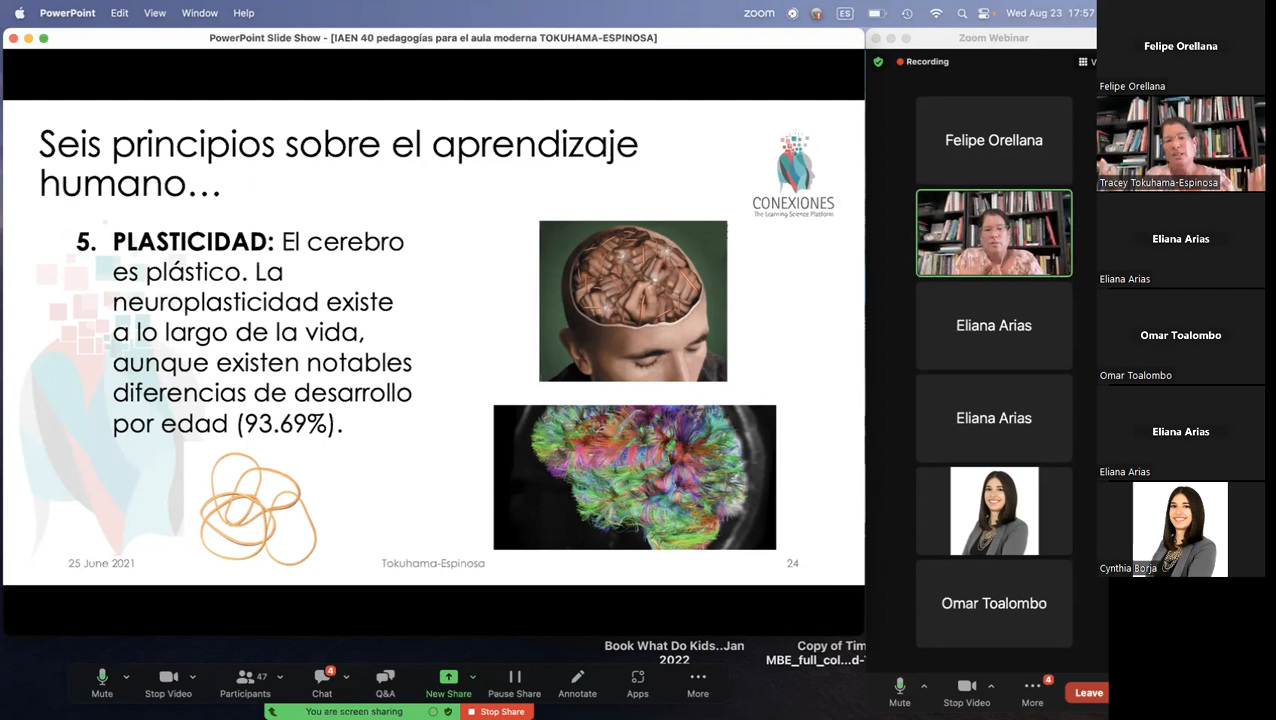 PowerPoint File Edit View Window Help
zoom ES Wed Aug 23 17:57
PowerPoint Slide Show - [IAEN 40 pedagogías para el aula moderna TOKUHAMA-ESPINOSA]
Seis principios sobre el aprendizaje
humano…
CONEXIONES
The Learning Science Platform
5. PLASTICIDAD: El cerebro
es plástico. La
neuroplasticidad existe
a lo largo de la vida,
aunque existen notables
diferencias de desarrollo
por edad (93.69%).
25 June 2021 Tokuhama-Espinosa 24
Book What Do Kids..Jan
2022
Copy of Tim
MBE_full_col...d-T
Mute Stop Video 47 Participants 4 Chat Q&A New Share Pause Share Annotate Apps More
You are screen sharing Stop Share
Zoom Webinar
Recording V
Felipe Orellana
Eliana Arias
Eliana Arias
Omar Toalombo
Mute Stop Video 4 More Leave
Felipe Orellana
Felipe Orellana
Tracey Tokuhama-Espinosa
Eliana Arias
Eliana Arias
Omar Toalombo
Omar Toalombo
Eliana Arias
Eliana Arias
Cynthia Borja